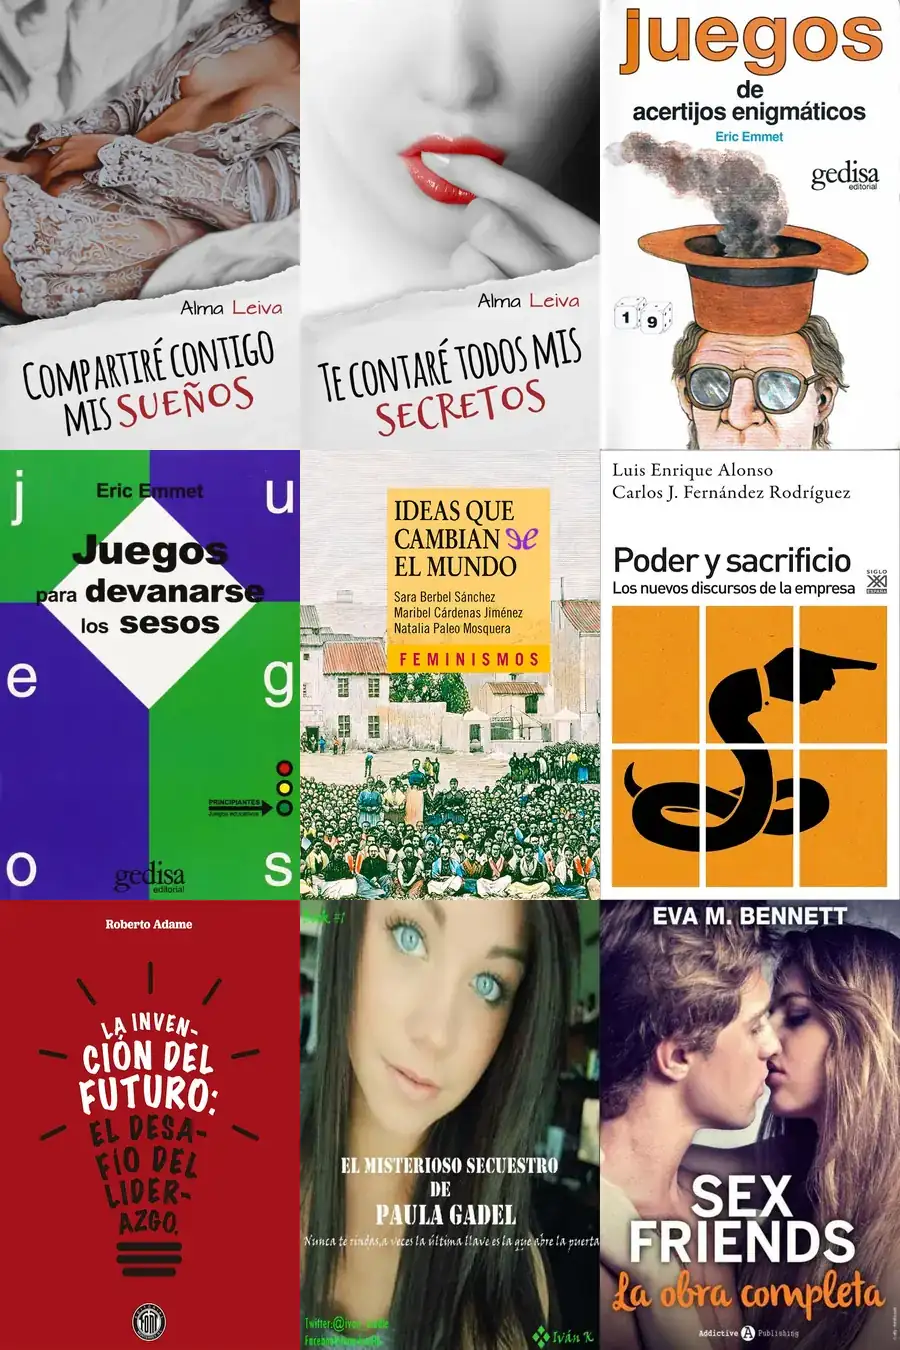 Alma Leiva
COMPARTIRÉ CONTIGO
MIS SUEÑOS
Alma Leiva
TE CONTARÉ TODOS MIS
SECRETOS
juegos
de
acertijos enigmáticos
Eric Emmet
gedisa
editorial
1 9
j u
Eric Emmet
Juegos
para devanarse
los sesos
e g
PRINCIPIANTES
Juegos educativos
o s
gedisa
editorial
IDEAS QUE
CAMBIAN
EL MUNDO
Sara Berbel Sánchez
Maribel Cárdenas Jiménez
Natalia Paleo Mosquera
FEMINISMOS
Luis Enrique Alonso
Carlos J. Fernández Rodríguez
Poder y sacrificio
Los nuevos discursos de la empresa
SIGLO
XXI
ESPAÑA
Roberto Adame
LA INVEN-
CIÓN DEL
FUTURO:
EL DESA-
FÍO DEL
LIDER-
AZGO.
#1
EL MISTERIOSO SECUESTRO
DE
PAULA GADEL
Nunca te rindas,a veces la última llave es la que abre la puerta
Iván K
EVA M. BENNETT
SEX
FRIENDS
La obra completa
Addictive A Publishing